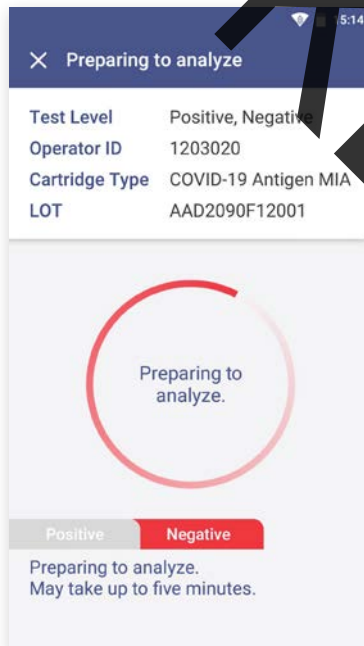 5:14
Preparing to analyze
Test Level Positive, Negative
Operator ID 1203020
Cartridge Type COVID-19 Antigen MIA
LOT AAD2090F12001
Preparing to
analyze.
Positive Negative
Preparing to analyze.
May take up to five minutes.